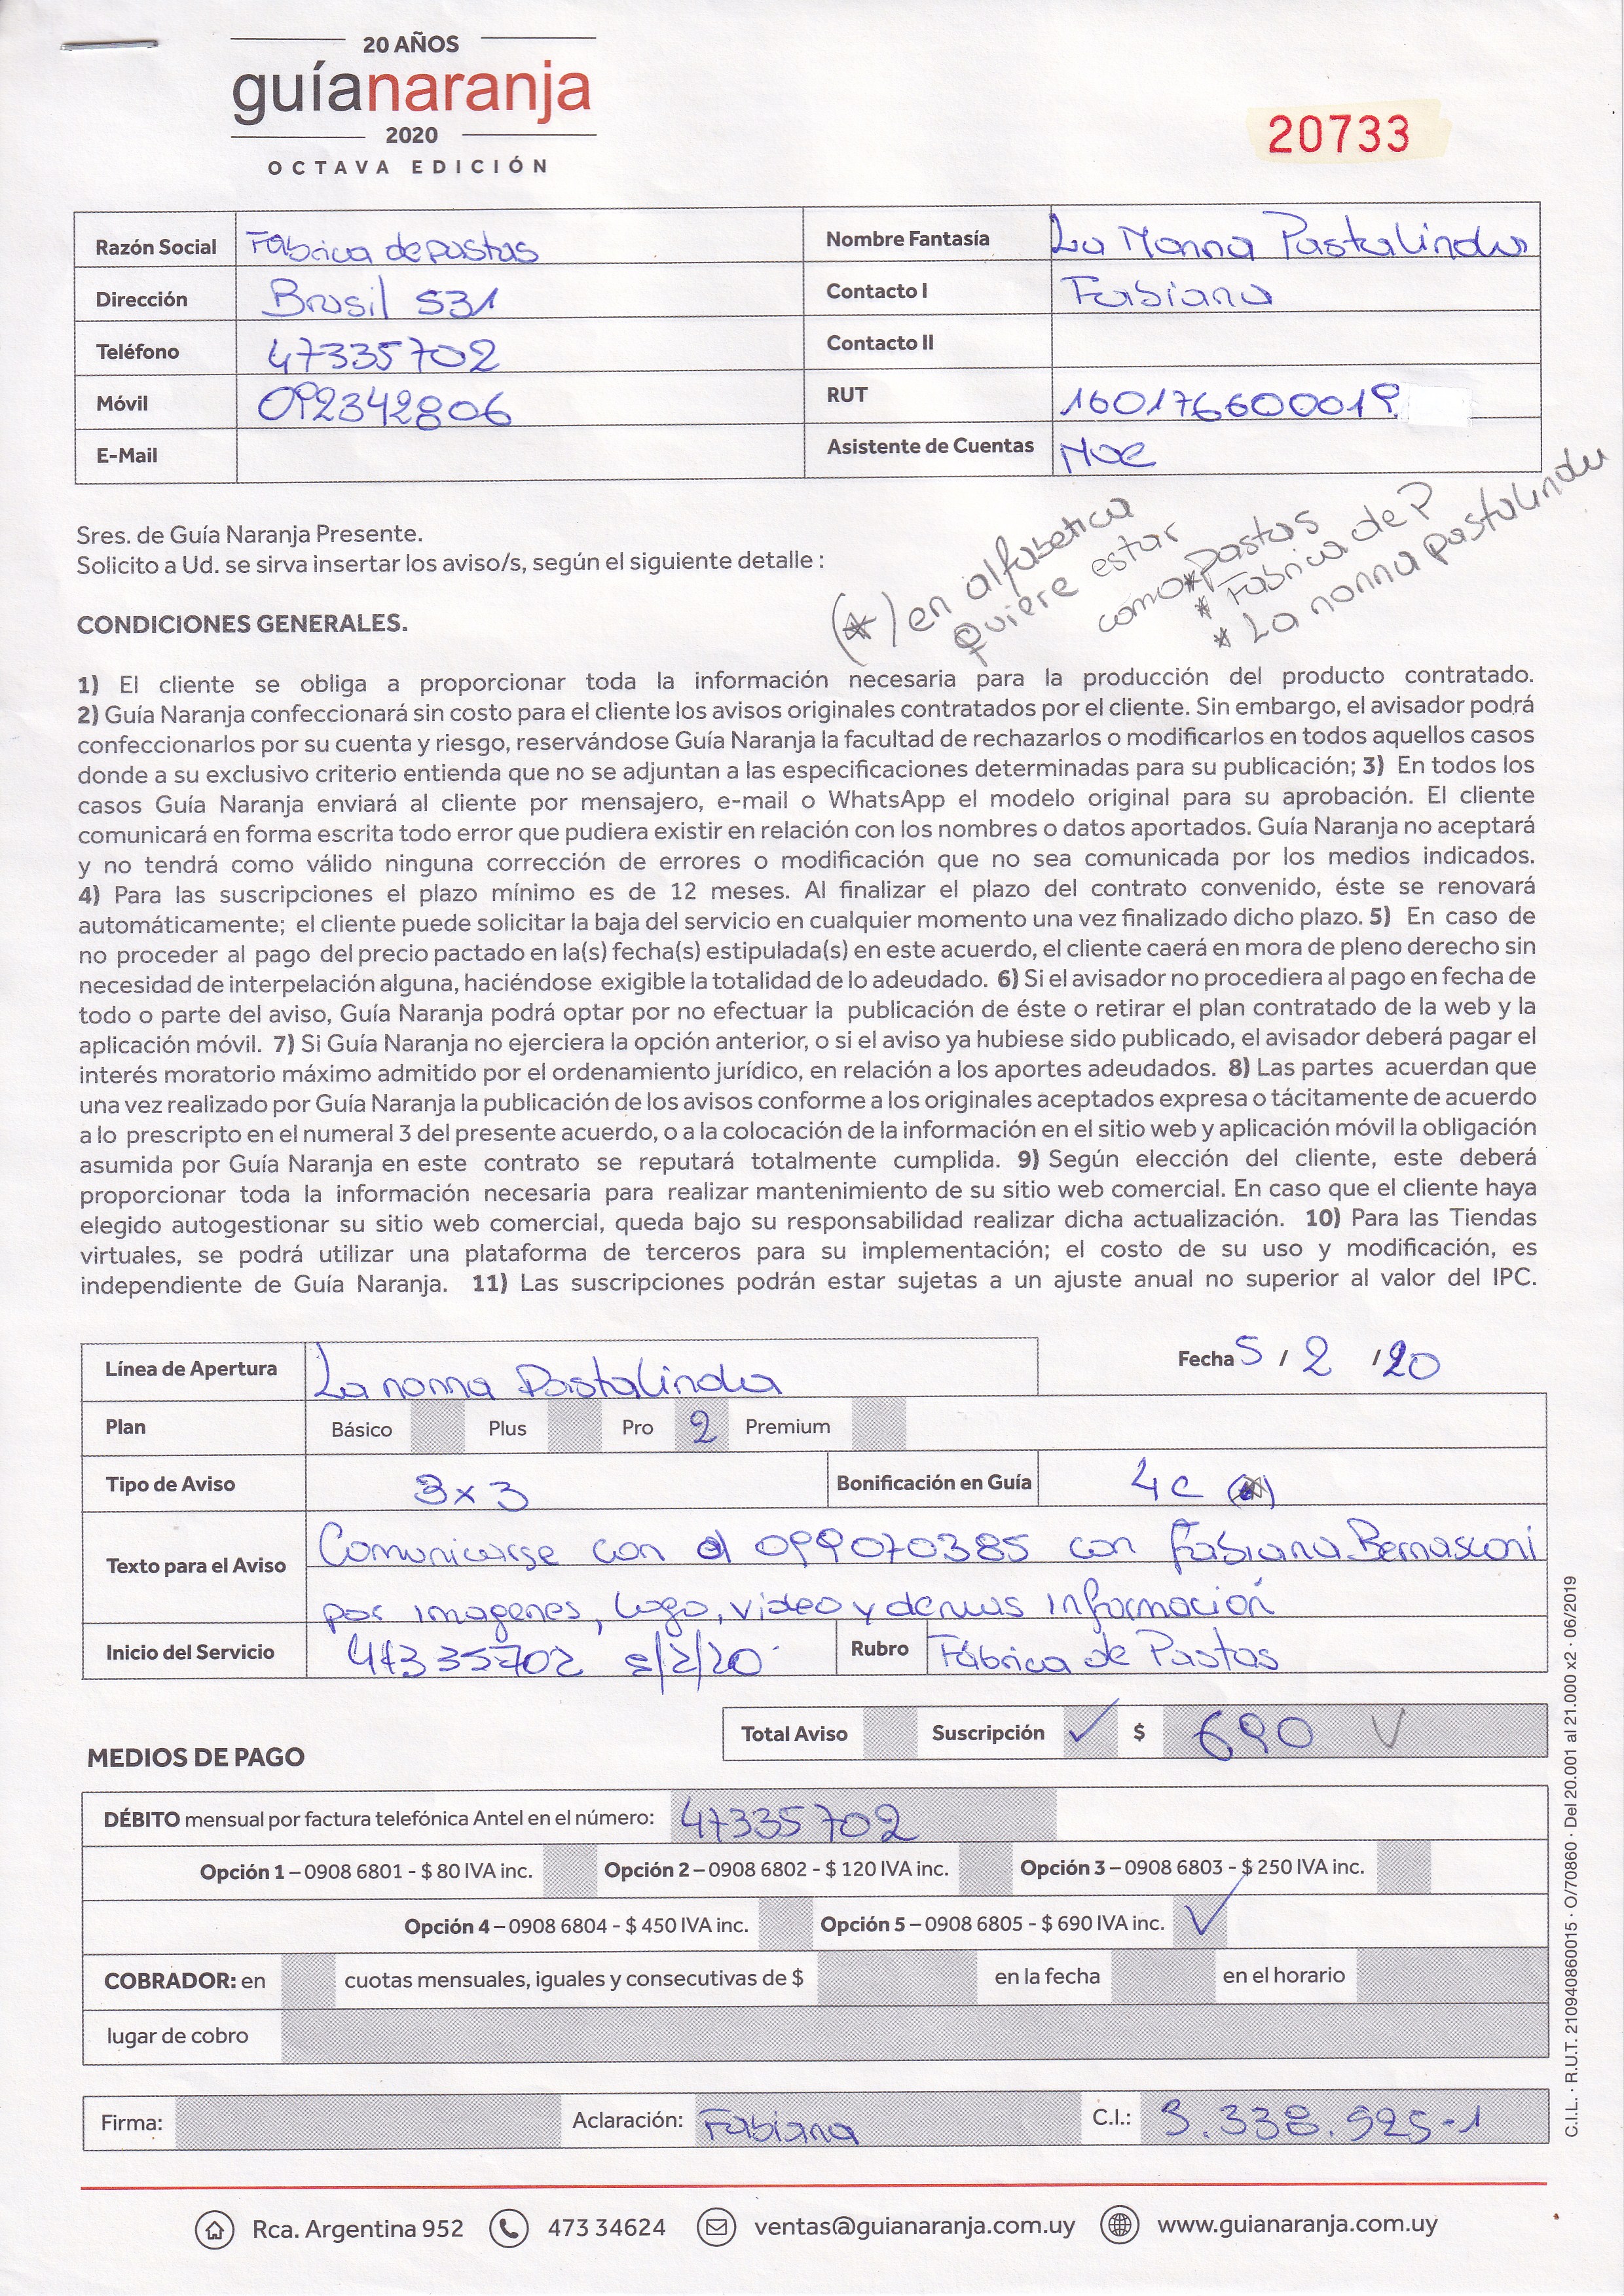 20 AÑOS
guíanaranja
2020
OCTAVA EDICIÓN
20733
Razón Social Fábrica de pastas Nombre Fantasía La Nonna Pastalinda
Dirección Brasil 531 Contacto I Fabiana
Teléfono 47335702 Contacto II
Móvil 092342806 RUT 160176600019
E-Mail Asistente de Cuentas NOE
(*) en alfabetica
quiere estar
como * Pastas
* Fabrica de P
* La nonna pastalinda
Sres. de Guía Naranja Presente.
Solicito a Ud. se sirva insertar los aviso/s, según el siguiente detalle :
CONDICIONES GENERALES.
1) El cliente se obliga a proporcionar toda la información necesaria para la producción del producto contratado.
2) Guía Naranja confeccionará sin costo para el cliente los avisos originales contratados por el cliente. Sin embargo, el avisador podrá
confeccionarlos por su cuenta y riesgo, reservándose Guía Naranja la facultad de rechazarlos o modificarlos en todos aquellos casos
donde a su exclusivo criterio entienda que no se adjuntan a las especificaciones determinadas para su publicación; 3) En todos los
casos Guía Naranja enviará al cliente por mensajero, e-mail o WhatsApp el modelo original para su aprobación. El cliente
comunicará en forma escrita todo error que pudiera existir en relación con los nombres o datos aportados. Guía Naranja no aceptará
y no tendrá como válido ninguna corrección de errores o modificación que no sea comunicada por los medios indicados.
4) Para las suscripciones el plazo mínimo es de 12 meses. Al finalizar el plazo del contrato convenido, éste se renovará
automáticamente; el cliente puede solicitar la baja del servicio en cualquier momento una vez finalizado dicho plazo. 5) En caso de
no proceder al pago del precio pactado en la(s) fecha(s) estipulada(s) en este acuerdo, el cliente caerá en mora de pleno derecho sin
necesidad de interpelación alguna, haciéndose exigible la totalidad de lo adeudado. 6) Si el avisador no procediera al pago en fecha de
todo o parte del aviso, Guía Naranja podrá optar por no efectuar la publicación de éste o retirar el plan contratado de la web y la
aplicación móvil. 7) Si Guía Naranja no ejerciera la opción anterior, o si el aviso ya hubiese sido publicado, el avisador deberá pagar el
interés moratorio máximo admitido por el ordenamiento jurídico, en relación a los aportes adeudados. 8) Las partes acuerdan que
una vez realizado por Guía Naranja la publicación de los avisos conforme a los originales aceptados expresa o tácitamente de acuerdo
a lo prescripto en el numeral 3 del presente acuerdo, o a la colocación de la información en el sitio web y aplicación móvil la obligación
asumida por Guía Naranja en este contrato se reputará totalmente cumplida. 9) Según elección del cliente, este deberá
proporcionar toda la información necesaria para realizar mantenimiento de su sitio web comercial. En caso que el cliente haya
elegido autogestionar su sitio web comercial, queda bajo su responsabilidad realizar dicha actualización. 10) Para las Tiendas
virtuales, se podrá utilizar una plataforma de terceros para su implementación; el costo de su uso y modificación, es
independiente de Guía Naranja. 11) Las suscripciones podrán estar sujetas a un ajuste anual no superior al valor del IPC.
Línea de Apertura La nonna Pastalinda Fecha 5 / 2 / 20
Plan Básico Plus Pro 2 Premium
Tipo de Aviso 3x3 Bonificación en Guía 4c (*)
Texto para el Aviso Comunicarse con el 099070385 con Fabiana Bernasconi
por imagenes, logo, video y demas información
Inicio del Servicio 47335702 5/2/20 Rubro Fábrica de Pastas
Total Aviso Suscripción ✓ $ 690 ✓
MEDIOS DE PAGO
DÉBITO mensual por factura telefónica Antel en el número: 47335702
Opción 1 – 0908 6801 - $ 80 IVA inc. Opción 2 – 0908 6802 - $ 120 IVA inc. Opción 3 – 0908 6803 - $ 250 IVA inc.
Opción 4 – 0908 6804 - $ 450 IVA inc. Opción 5 – 0908 6805 - $ 690 IVA inc. ✓
COBRADOR: en cuotas mensuales, iguales y consecutivas de $ en la fecha en el horario
lugar de cobro
Firma: Aclaración: Fabiana C.I.: 3.338.525-1
Rca. Argentina 952 473 34624 ventas@guianaranja.com.uy www.guianaranja.com.uy
C.I.L. · R.U.T. 210940860015 · O/70860 · Del 20.001 al 21.000 x2 · 06/2019